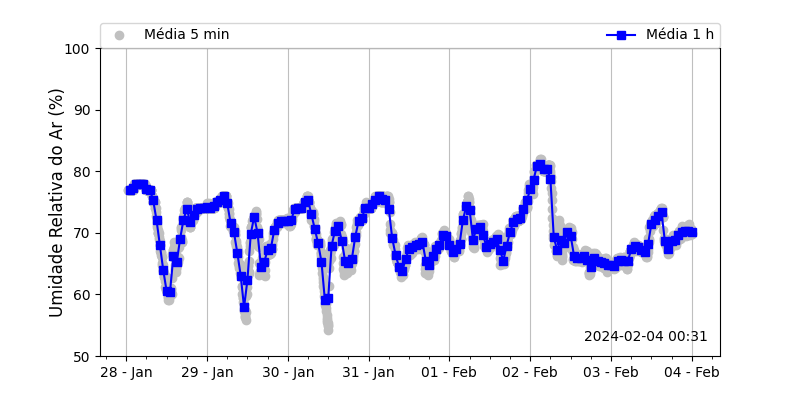 Média 5 min
Média 1 h
Umidade Relativa do Ar (%)
100
90
80
70
60
50
2024-02-04 00:31
28 - Jan
29 - Jan
30 - Jan
31 - Jan
01 - Feb
02 - Feb
03 - Feb
04 - Feb